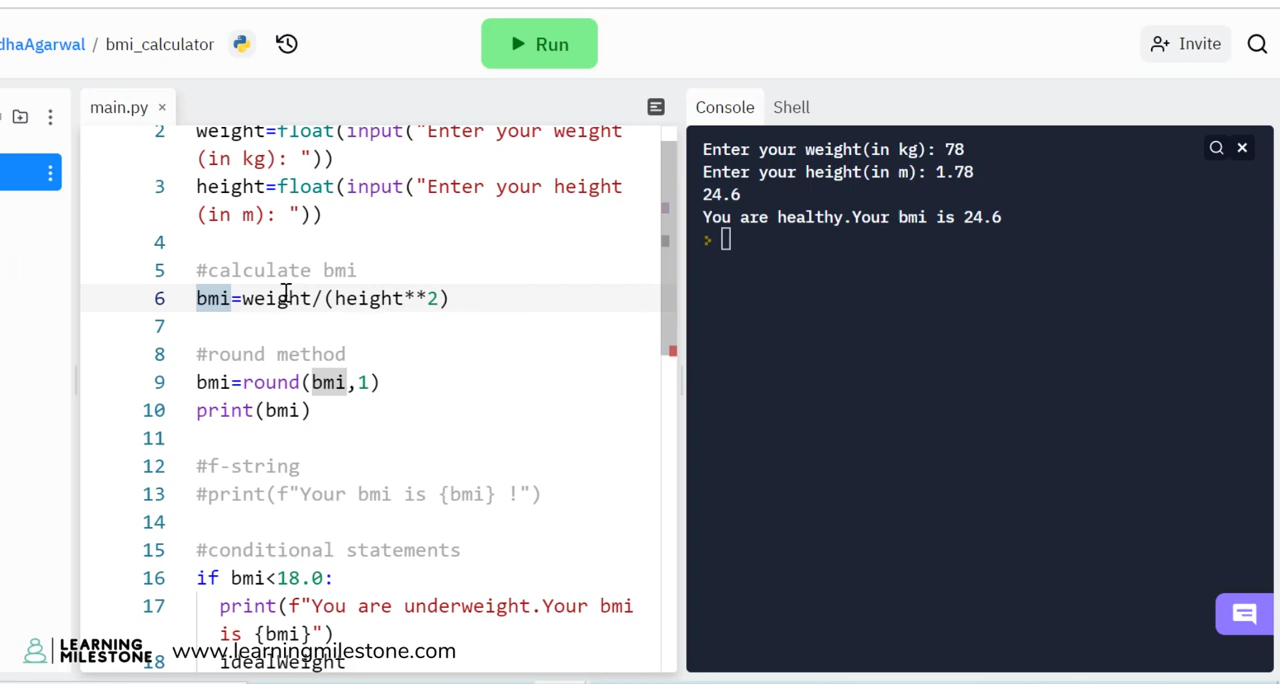 dhaAgarwal / bmi_calculator
Run
Invite
main.py ×
Console
Shell
2 weight=float(input("Enter your weight
(in kg): "))
3 height=float(input("Enter your height
(in m): "))
4
5 #calculate bmi
6 bmi=weight/(height**2)
7
8 #round method
9 bmi=round(bmi,1)
10 print(bmi)
11
12 #f-string
13 #print(f"Your bmi is {bmi} !")
14
15 #conditional statements
16 if bmi<18.0:
17 print(f"You are underweight.Your bmi
is {bmi}")
18 idealWeight
Enter your weight(in kg): 78
Enter your height(in m): 1.78
24.6
You are healthy.Your bmi is 24.6
>
LEARNING
MILESTONE
www.learningmilestone.com